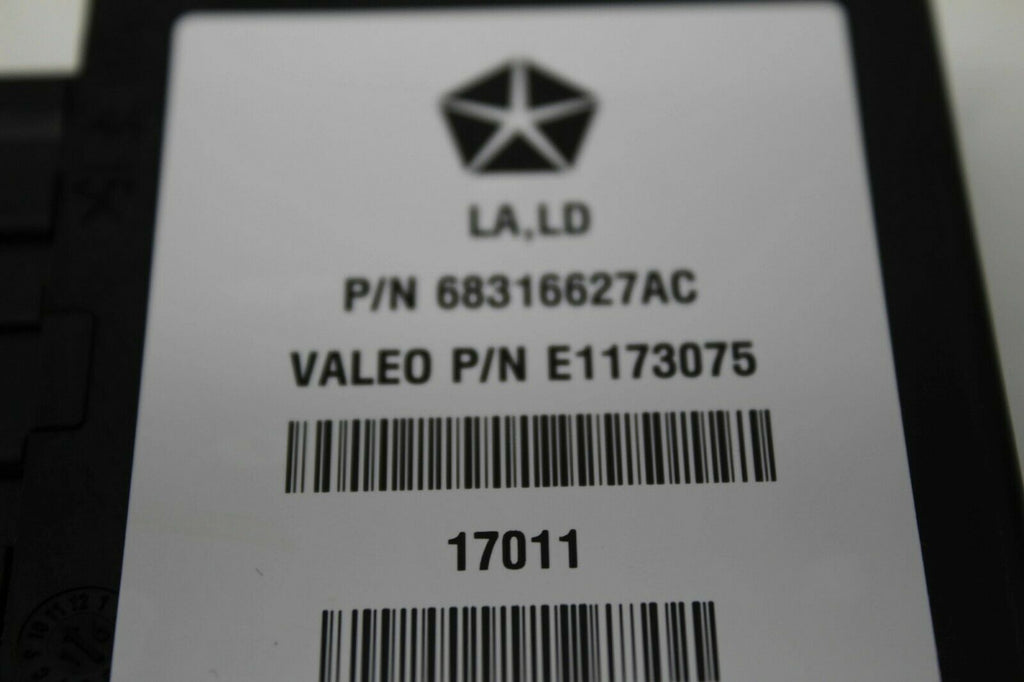 LA,LD
P/N 68316627AC
VALEO P/N E1173075
17011